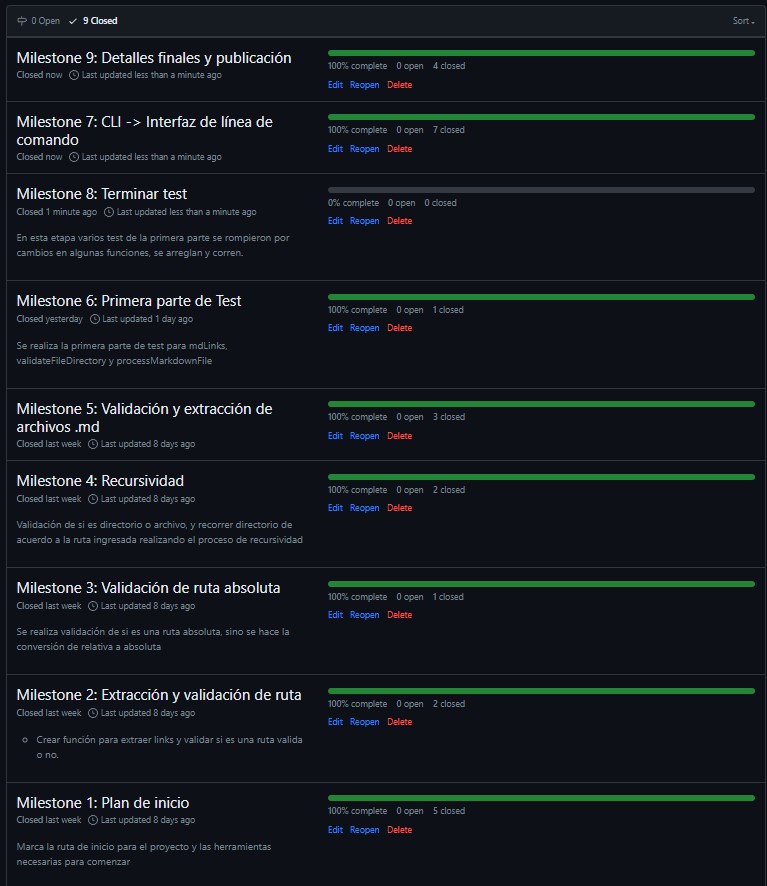 0 Open 9 Closed Sort
Milestone 9: Detalles finales y publicación
Closed now Last updated less than a minute ago
100% complete 0 open 4 closed
Edit Reopen Delete
Milestone 7: CLI -> Interfaz de línea de
comando
Closed now Last updated less than a minute ago
100% complete 0 open 7 closed
Edit Reopen Delete
Milestone 8: Terminar test
Closed 1 minute ago Last updated less than a minute ago
En esta etapa varios test de la primera parte se rompieron por
cambios en algunas funciones, se arreglan y corren.
0% complete 0 open 0 closed
Edit Reopen Delete
Milestone 6: Primera parte de Test
Closed yesterday Last updated 1 day ago
Se realiza la primera parte de test para mdLinks,
validateFileDirectory y processMarkdownFile
100% complete 0 open 1 closed
Edit Reopen Delete
Milestone 5: Validación y extracción de
archivos .md
Closed last week Last updated 8 days ago
100% complete 0 open 3 closed
Edit Reopen Delete
Milestone 4: Recursividad
Closed last week Last updated 8 days ago
Validación de si es directorio o archivo, y recorrer directorio de
acuerdo a la ruta ingresada realizando el proceso de recursividad
100% complete 0 open 2 closed
Edit Reopen Delete
Milestone 3: Validación de ruta absoluta
Closed last week Last updated 8 days ago
Se realiza validación de si es una ruta absoluta, sino se hace la
conversión de relativa a absoluta
100% complete 0 open 1 closed
Edit Reopen Delete
Milestone 2: Extracción y validación de ruta
Closed last week Last updated 8 days ago
Crear función para extraer links y validar si es una ruta valida
o no.
100% complete 0 open 2 closed
Edit Reopen Delete
Milestone 1: Plan de inicio
Closed last week Last updated 8 days ago
Marca la ruta de inicio para el proyecto y las herramientas
necesarias para comenzar
100% complete 0 open 5 closed
Edit Reopen Delete